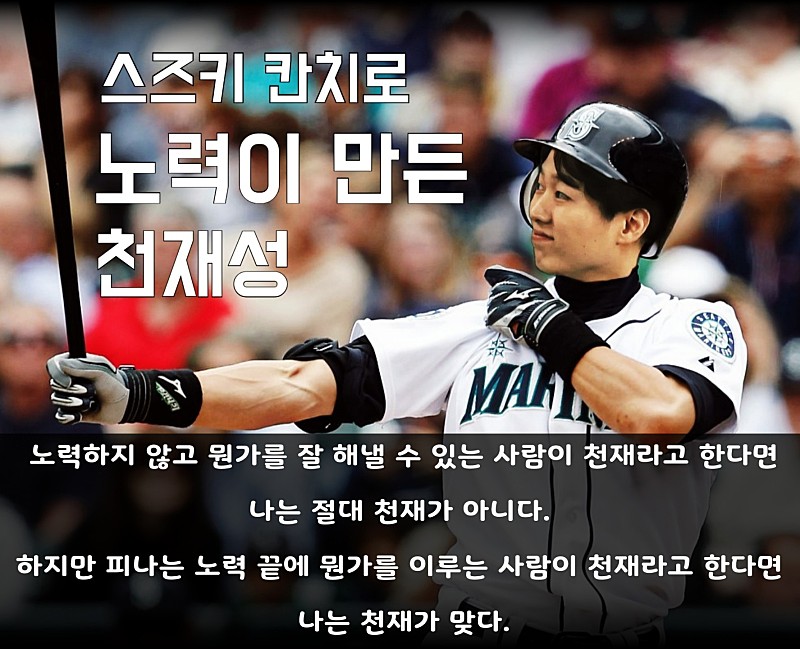 스즈키 칸치로
노력이 만든
천재성
MARI
노력하지 않고 뭔가를 잘 해낼 수 있는 사람이 천재라고 한다면
나는 절대 천재가 아니다.
하지만 피나는 노력 끝에 뭔가를 이루는 사람이 천재라고 한다면
나는 천재가 맞다.